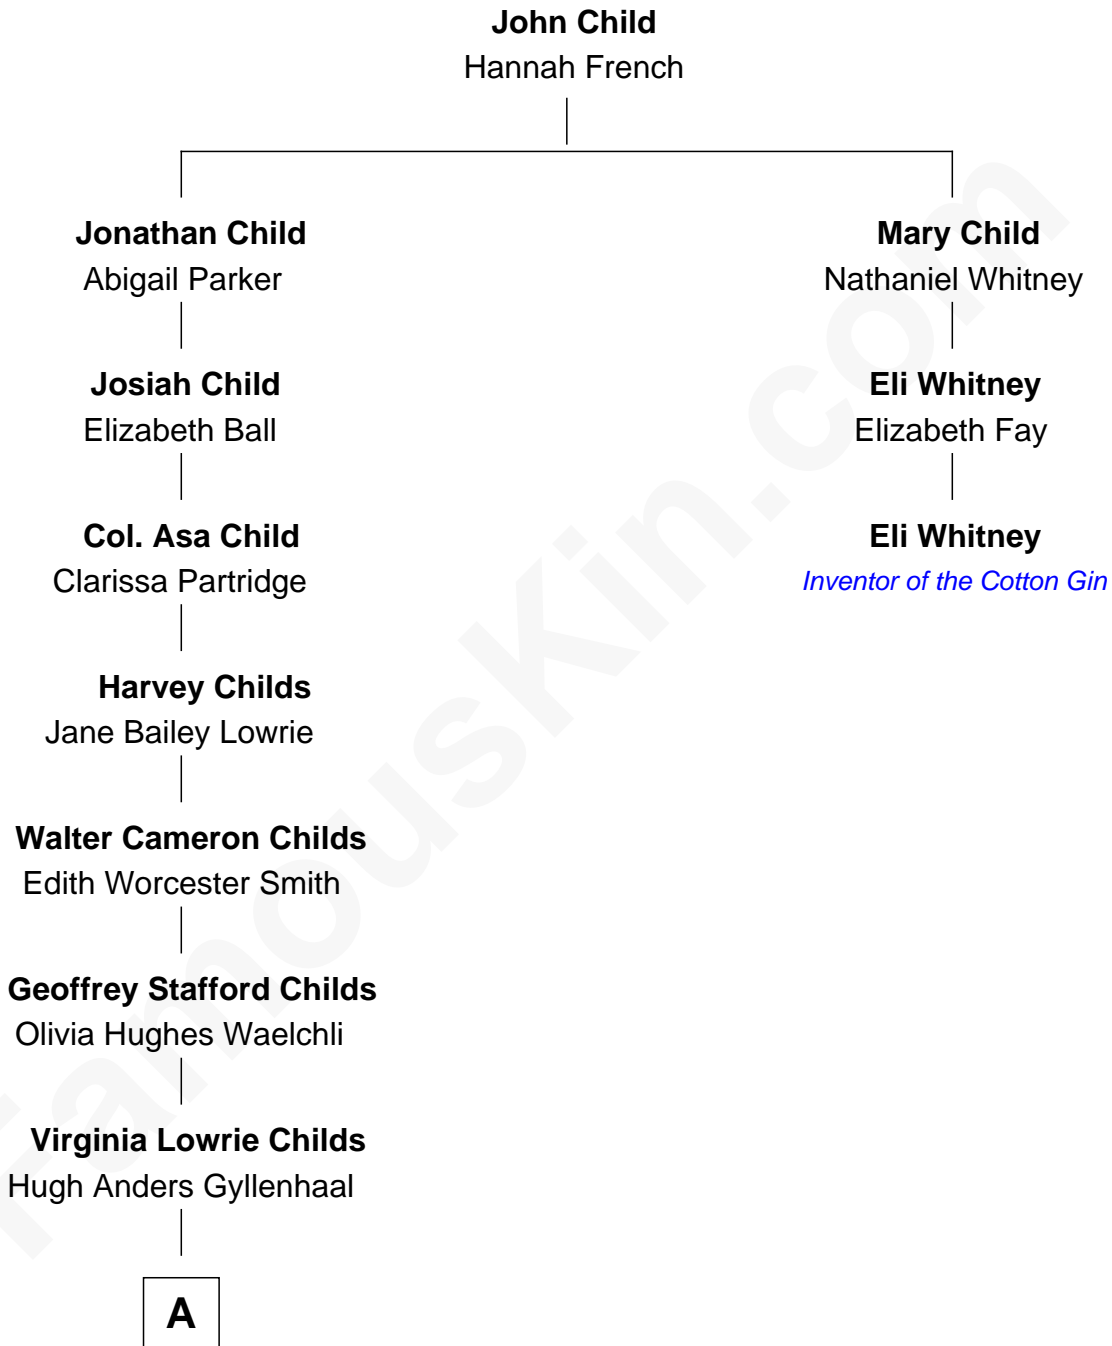 John Child
Hannah French
Jonathan Child
Abigail Parker
Mary Child
Nathaniel Whitney
Josiah Child
Elizabeth Ball
Eli Whitney
Elizabeth Fay
Col. Asa Child
Clarissa Partridge
Eli Whitney
Inventor of the Cotton Gin
Harvey Childs
Jane Bailey Lowrie
Walter Cameron Childs
Edith Worcester Smith
Geoffrey Stafford Childs
Olivia Hughes Waelchli
Virginia Lowrie Childs
Hugh Anders Gyllenhaal
A
FamousKin.com